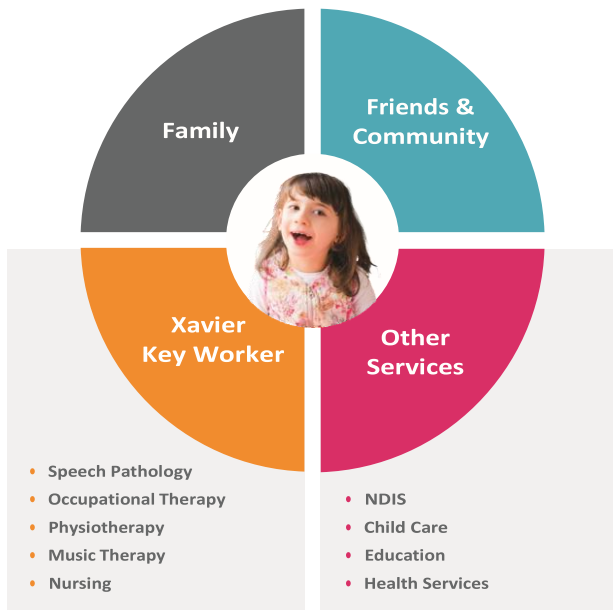 Family
Friends &
Community
Xavier
Key Worker
Other
Services
• Speech Pathology
• Occupational Therapy
• Physiotherapy
• Music Therapy
• Nursing
• NDIS
• Child Care
• Education
• Health Services